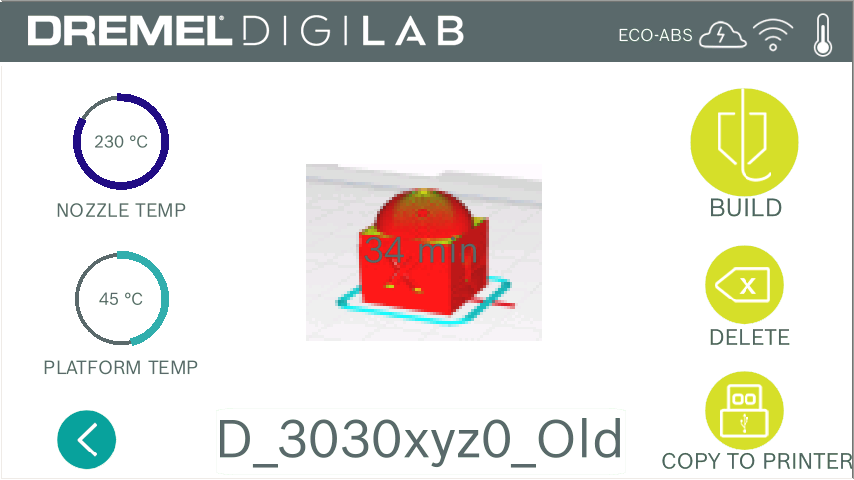 DREMEL® DIGILAB
ECO-ABS
230 °C
NOZZLE TEMP
45 °C
PLATFORM TEMP
34 min
D_3030xyz0_Old
BUILD
X
DELETE
COPY TO PRINTER